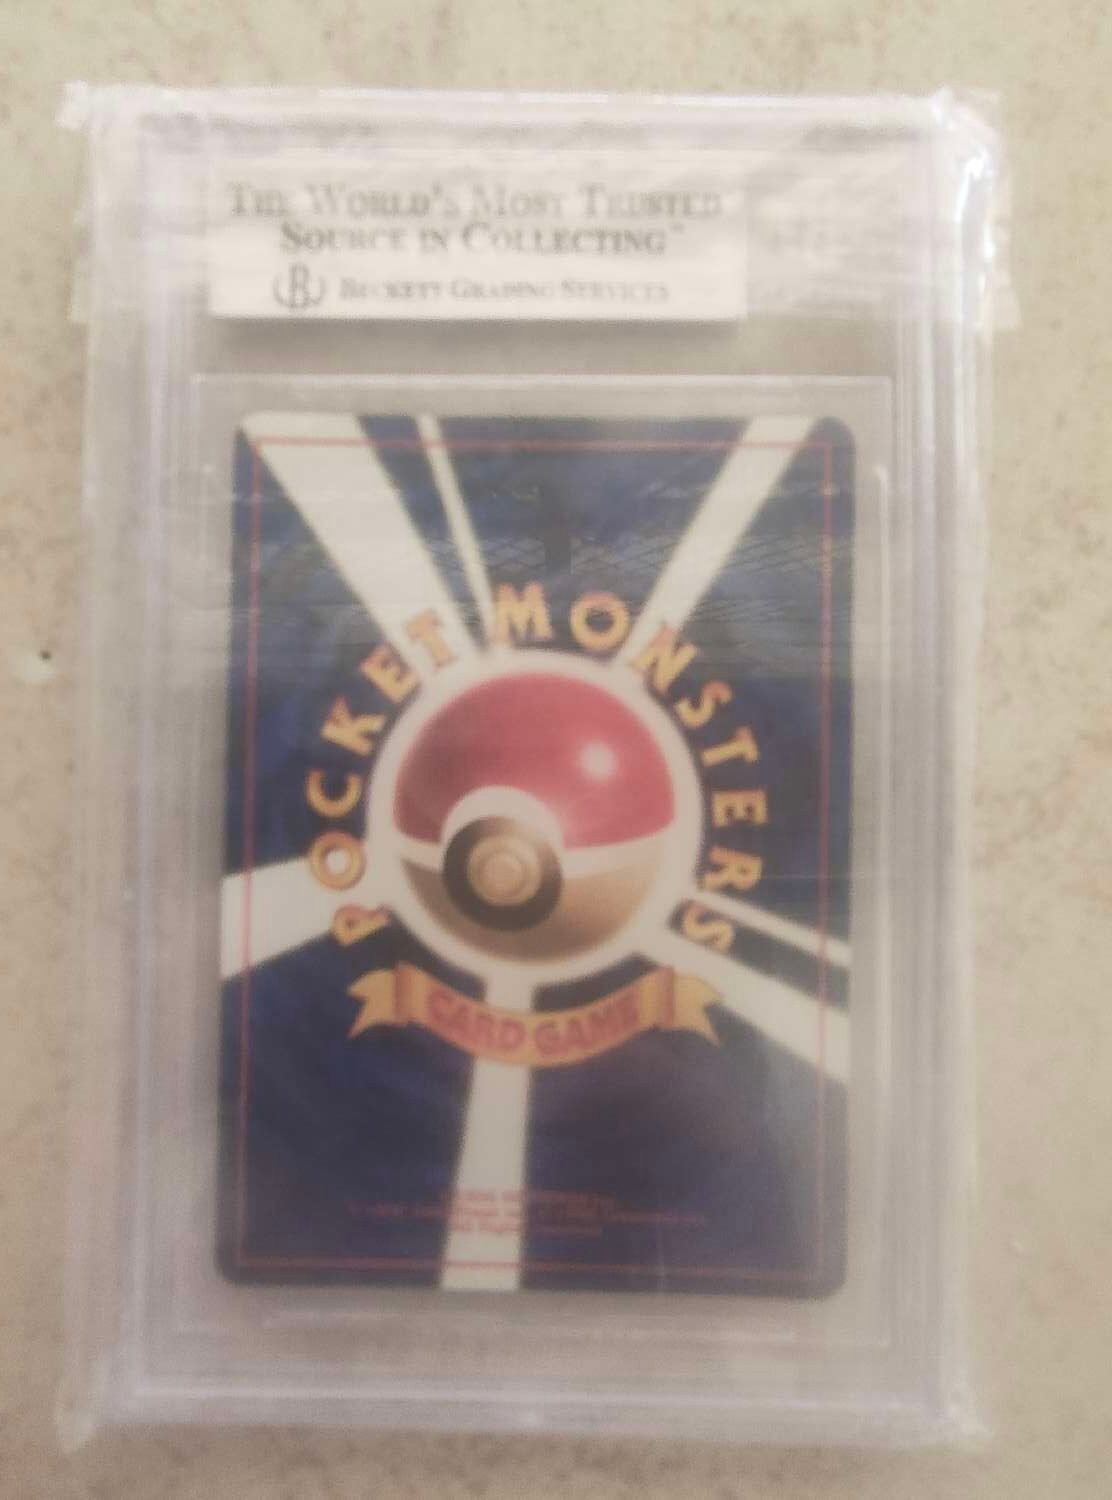 THE WORLD'S MOST TRUSTED
SOURCE IN COLLECTING™
BECKETT GRADING SERVICES
POCKET MONSTERS
CARD GAME